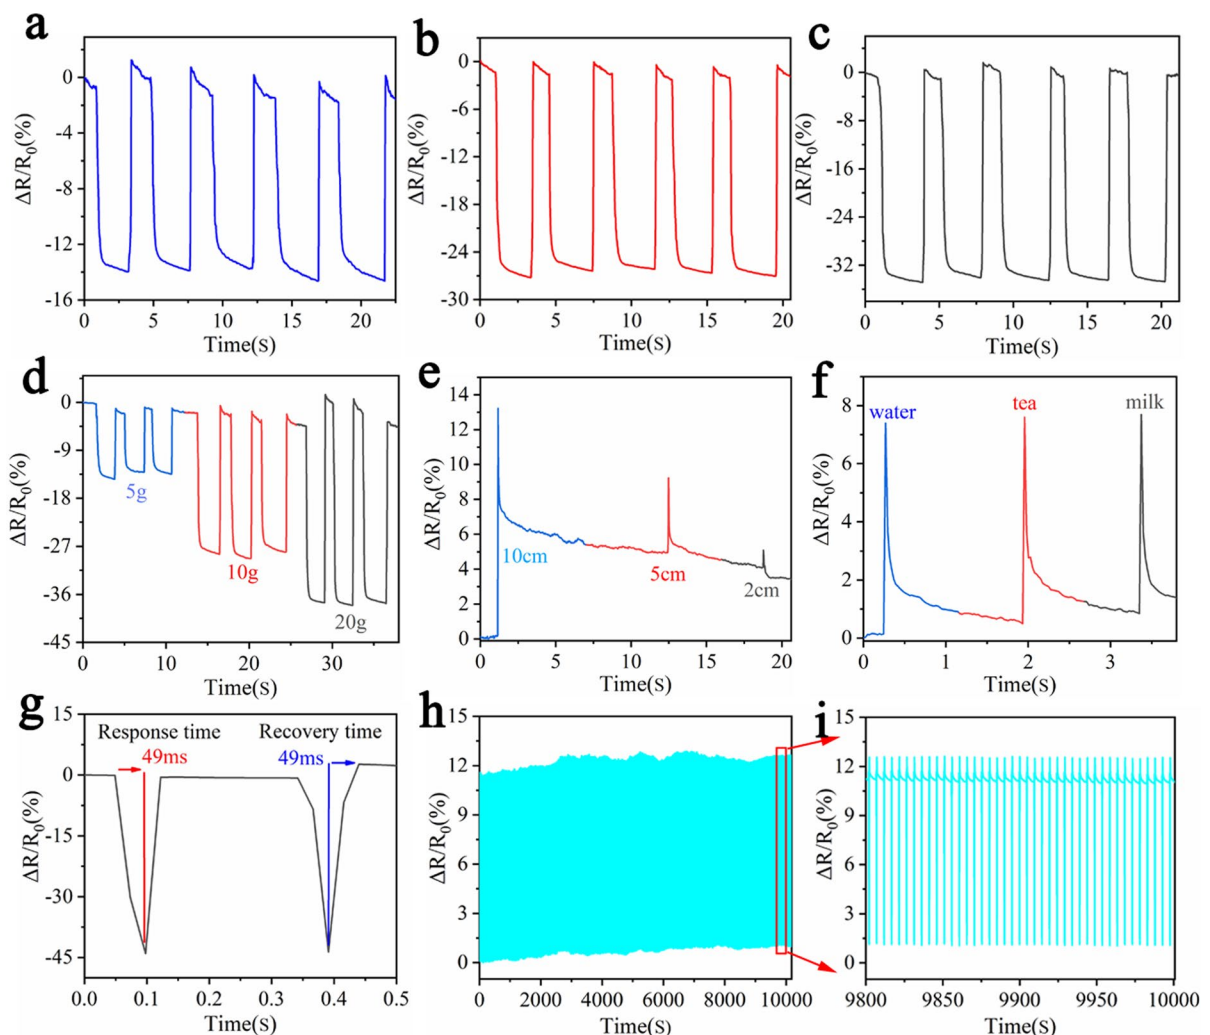 a
ΔR/R0(%)
0
-4
-8
-12
-16
0 5 10 15 20
Time(S)
b
ΔR/R0(%)
0
-6
-12
-18
-24
-30
0 5 10 15 20
Time(S)
c
ΔR/R0(%)
0
-8
-16
-24
-32
0 5 10 15 20
Time(S)
d
ΔR/R0(%)
0
-9
-18
-27
-36
-45
5g
10g
20g
0 10 20 30
Time(S)
e
ΔR/R0(%)
14
12
10
8
6
4
2
0
10cm
5cm
2cm
0 5 10 15 20
Time(S)
f
ΔR/R0(%)
8
6
4
2
0
water
tea
milk
0 1 2 3
Time(S)
g
ΔR/R0(%)
15
0
-15
-30
-45
Response time
49ms
Recovery time
49ms
0.0 0.1 0.2 0.3 0.4 0.5
Time(S)
h
ΔR/R0(%)
15
12
9
6
3
0
0 2000 4000 6000 8000 10000
Time(S)
i
ΔR/R0(%)
15
12
9
6
3
0
9800 9850 9900 9950 10000
Time(S)